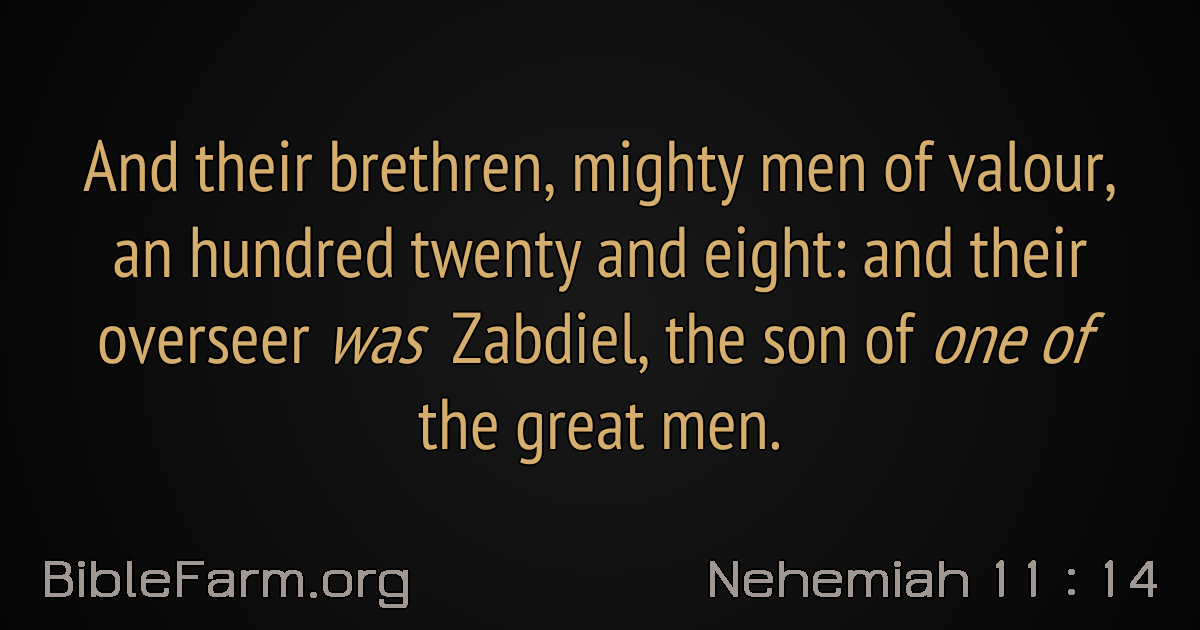 And their brethren, mighty men of valour,
an hundred twenty and eight: and their
overseer was Zabdiel, the son of one of
the great men.
BibleFarm.org
Nehemiah 11 : 14